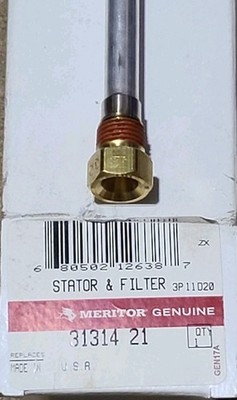 ZX
6 80502 12638 7
STATOR & FILTER 3P11D20
MERITOR GENUINE
31314 21
QTY
1
REPLACES
MADE IN U.S.A
GEN17A